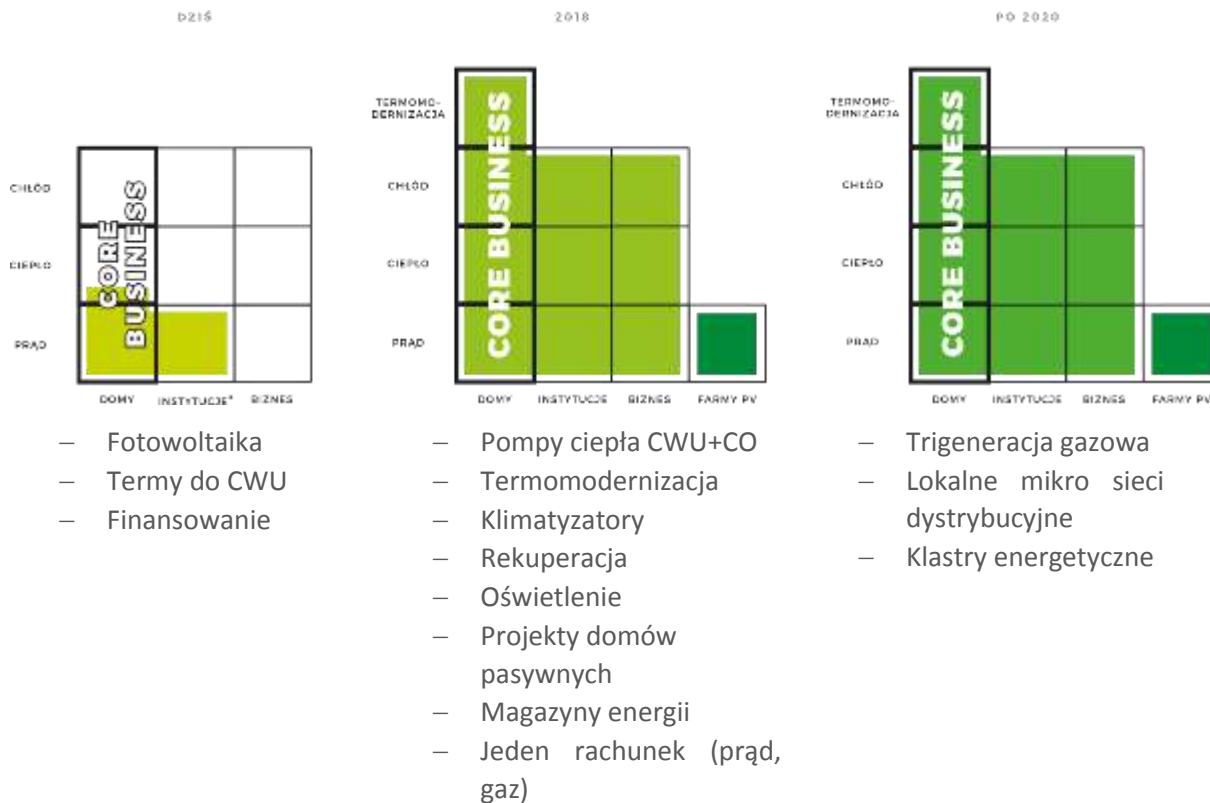 DZIŚ
CHŁÓD
CIEPŁO
PRĄD
CORE
BUSINESS
DOMY
INSTYTUCJE*
BIZNES
– Fotowoltaika
– Termy do CWU
– Finansowanie
2018
TERMOMO-
DERNIZACJA
CHŁÓD
CIEPŁO
PRĄD
CORE BUSINESS
DOMY
INSTYTUCJE
BIZNES
FARMY PV
– Pompy ciepła CWU+CO
– Termomodernizacja
– Klimatyzatory
– Rekuperacja
– Oświetlenie
– Projekty domów
pasywnych
– Magazyny energii
– Jeden rachunek (prąd,
gaz)
PO 2020
TERMOMO-
DERNIZACJA
CHŁÓD
CIEPŁO
PRĄD
CORE BUSINESS
DOMY
INSTYTUCJE
BIZNES
FARMY PV
– Trigeneracja gazowa
– Lokalne mikro sieci
dystrybucyjne
– Klastry energetyczne